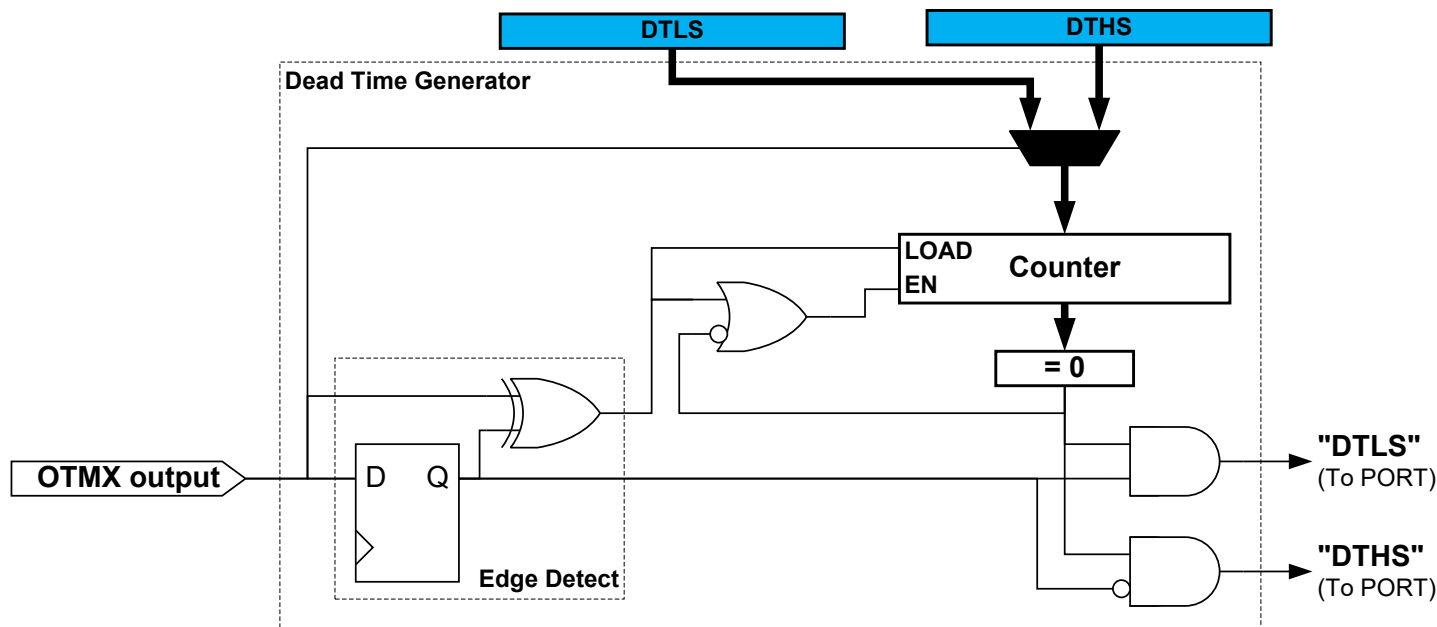 DTLS
DTHS
Dead Time Generator
LOAD
Counter
EN
= 0
"DTLS"
(To PORT)
OTMX output
D
Q
"DTHS"
(To PORT)
Edge Detect